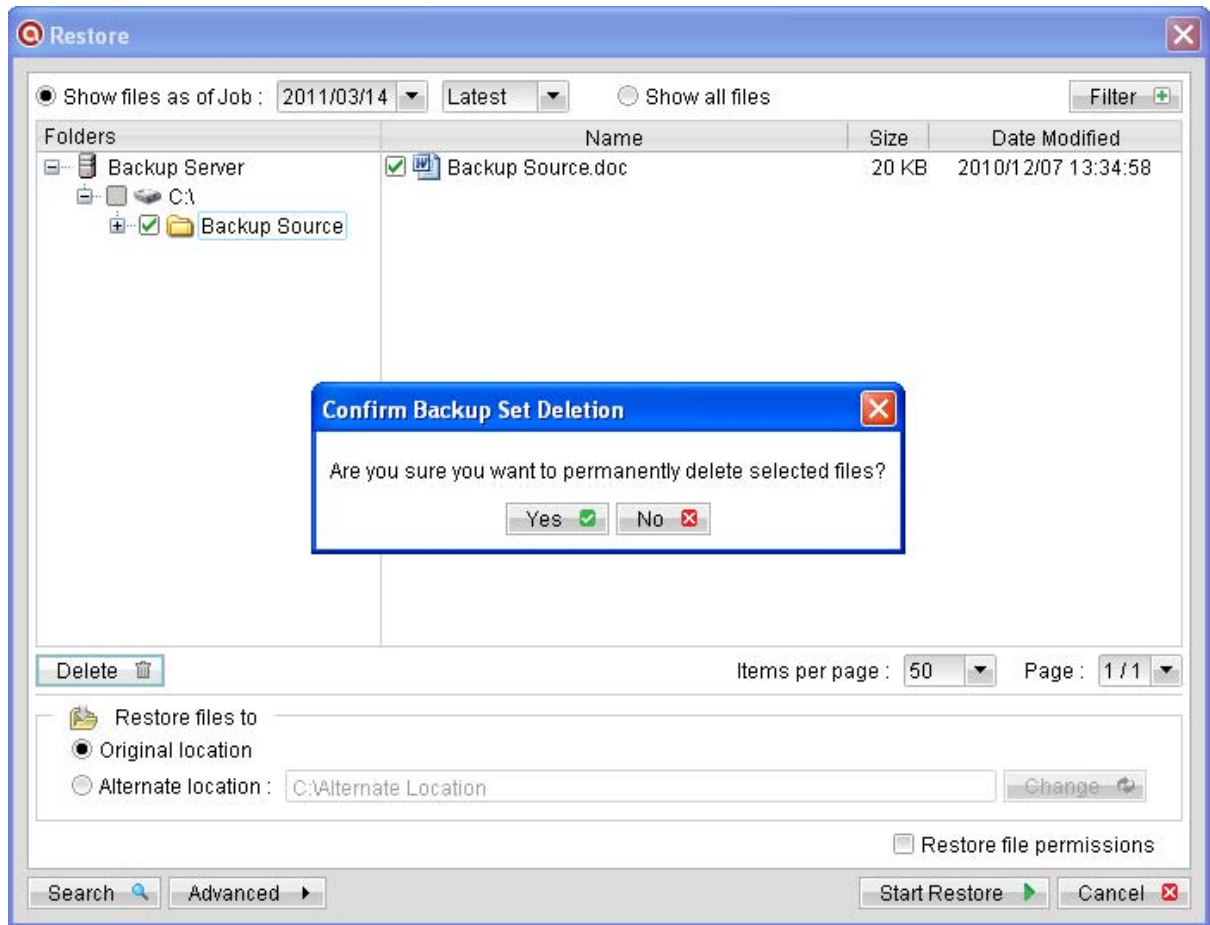 Restore
Show files as of Job : 2011/03/14 Latest Show all files Filter
Folders Name Size Date Modified
Backup Server Backup Source.doc 20 KB 2010/12/07 13:34:58
C:\
Backup Source
Confirm Backup Set Deletion
Are you sure you want to permanently delete selected files?
Yes No
Delete Items per page : 50 Page : 1 / 1
Restore files to
Original location
Alternate location : C:\Alternate Location Change
Restore file permissions
Search Advanced Start Restore Cancel